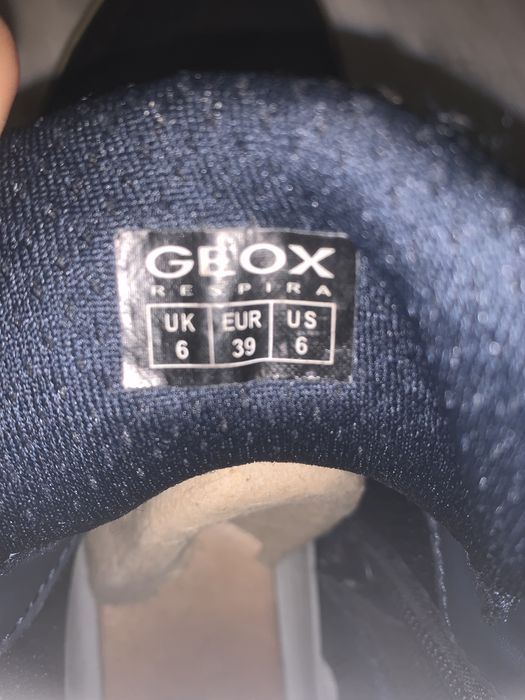 GEOX
RESPIRA
UK EUR US
6 39 6